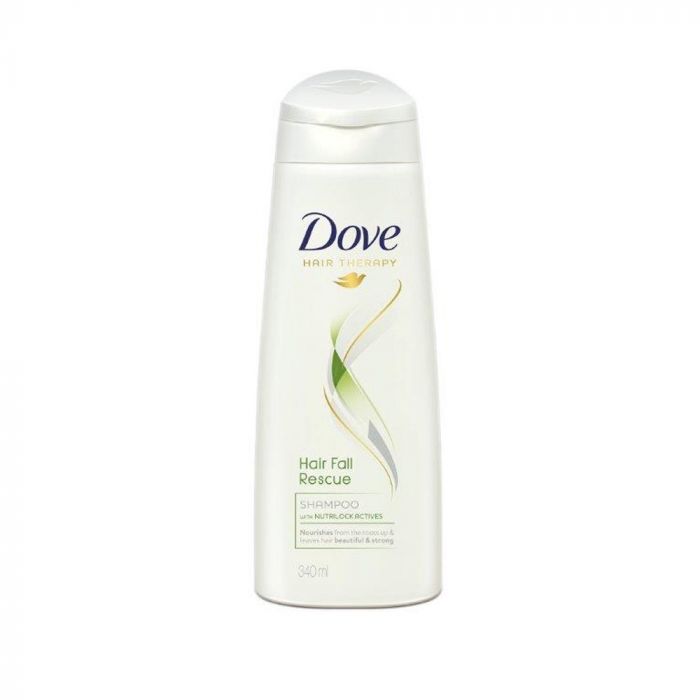 Dove
HAIR THERAPY
Hair Fall
Rescue
SHAMPOO
with NUTRILOCK ACTIVES
Nourishes from the roots up &
leaves hair beautiful & strong
340 ml